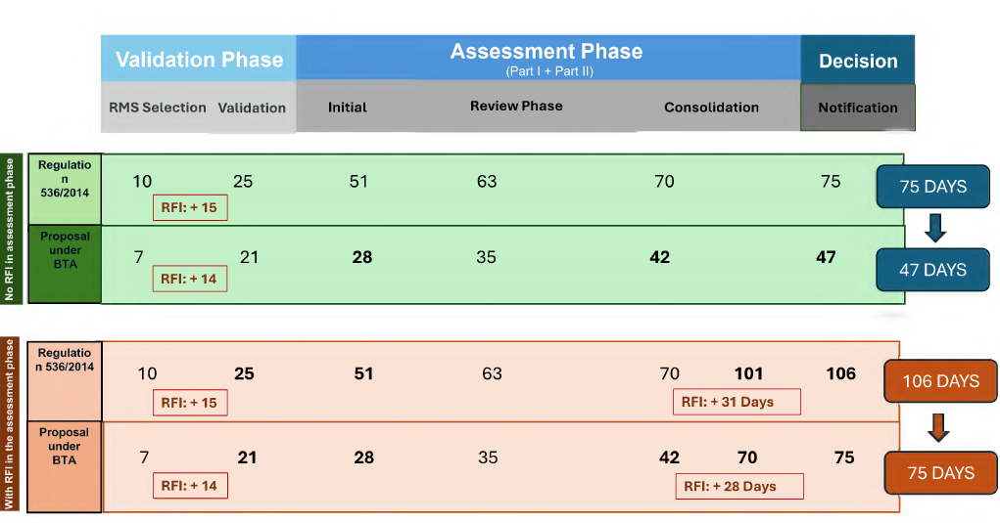 Validation Phase
Assessment Phase
(Part I + Part II)
Decision
RMS Selection
Validation
Initial
Review Phase
Consolidation
Notification
No RFI in assessment phase
Regulatio
n
536/2014
10
25
51
63
70
75
RFI: + 15
75 DAYS
Proposal
under
BTA
7
21
28
35
42
47
RFI: + 14
47 DAYS
With RFI in the assessment phase
Regulatio
n 536/2014
10
25
51
63
70
101
106
RFI: + 15
RFI: + 31 Days
106 DAYS
Proposal
under
BTA
7
21
28
35
42
70
75
RFI: + 14
RFI: + 28 Days
75 DAYS